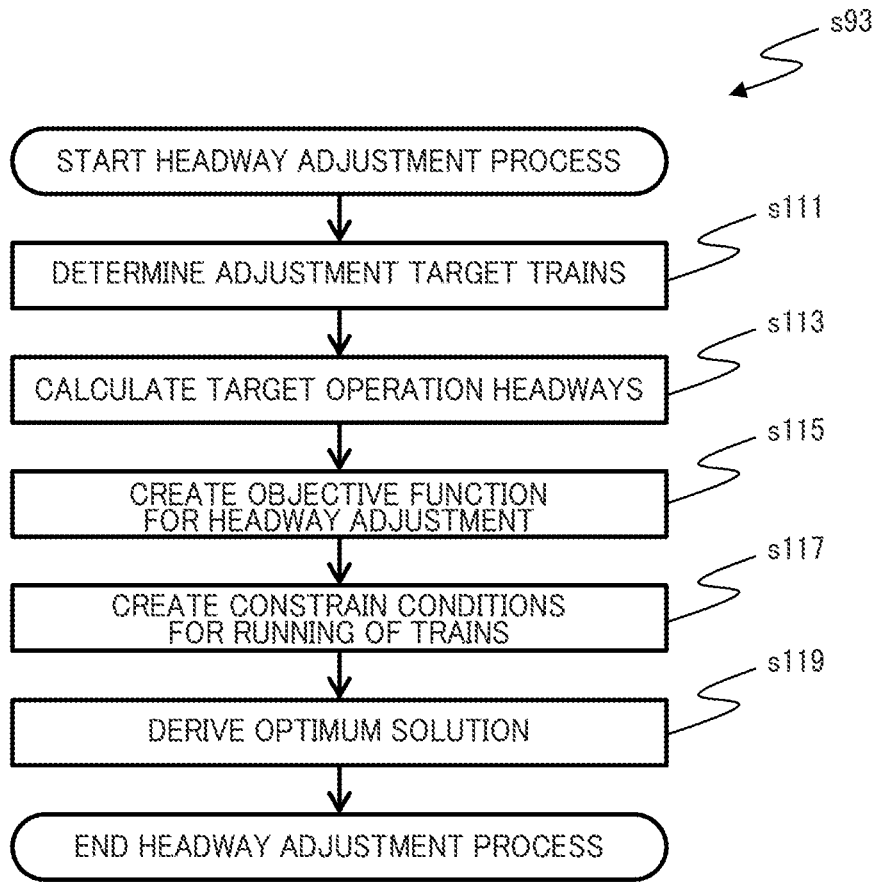 s93
START HEADWAY ADJUSTMENT PROCESS
s111
DETERMINE ADJUSTMENT TARGET TRAINS
s113
CALCULATE TARGET OPERATION HEADWAYS
s115
CREATE OBJECTIVE FUNCTION
FOR HEADWAY ADJUSTMENT
s117
CREATE CONSTRAIN CONDITIONS
FOR RUNNING OF TRAINS
s119
DERIVE OPTIMUM SOLUTION
END HEADWAY ADJUSTMENT PROCESS